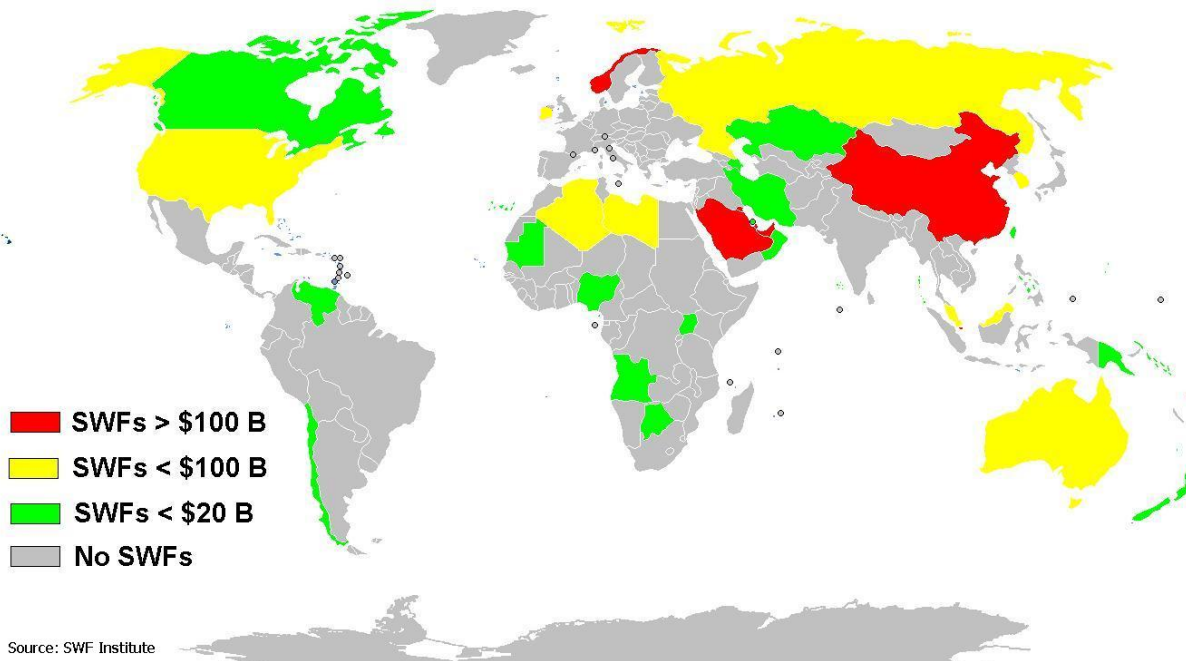 SWFs > $100 B
SWFs < $100 B
SWFs < $20 B
No SWFs
Source: SWF Institute